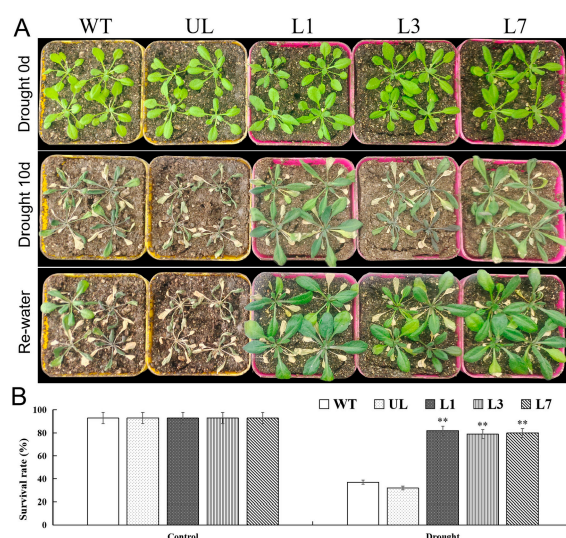 A WT UL L1 L3 L7
Drought 0d
Drought 10d
Re-water
B
WT UL L1 L3 L7
Survival rate (%)
100
80
60
40
20
0
** ** **
Control Drought